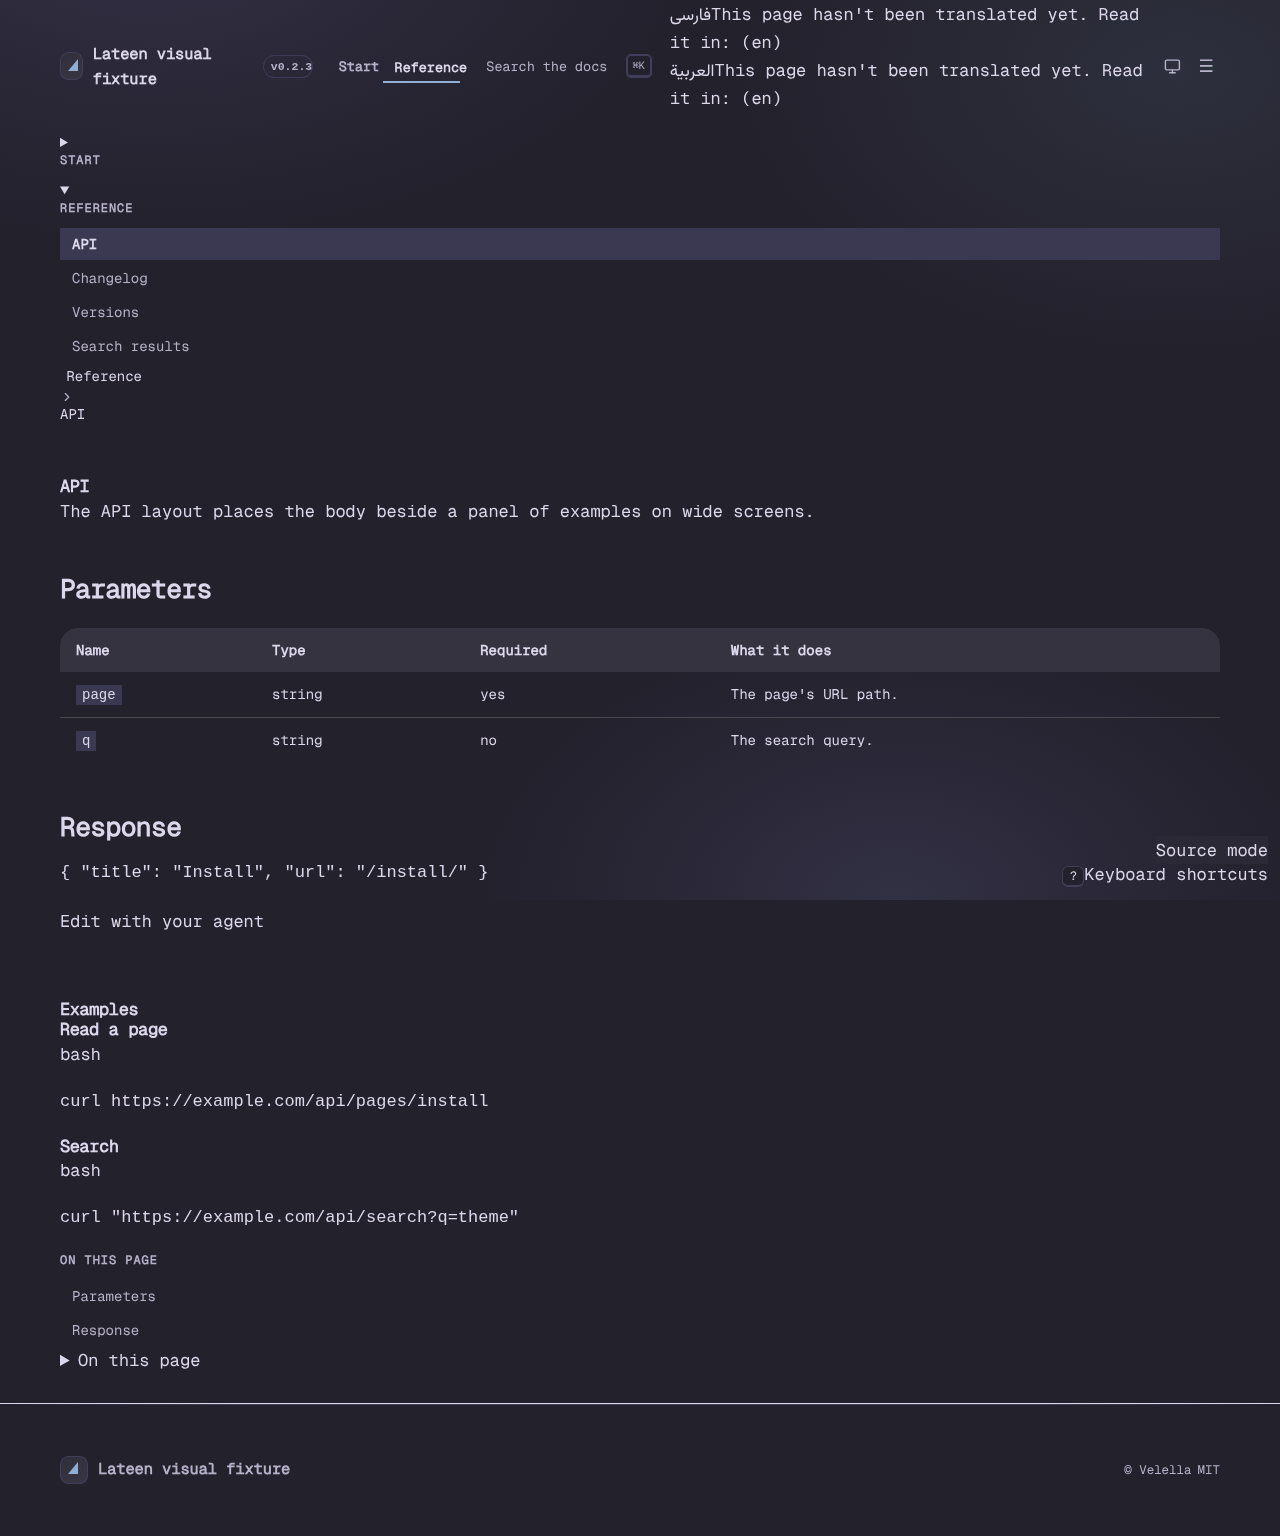 Lateen visual
fixture
v0.2.3
Start
Reference
Search the docs
⌘K
فارسیThis page hasn't been translated yet. Read
it in: (en)
العربيةThis page hasn't been translated yet. Read
it in: (en)
START
REFERENCE
API
Changelog
Versions
Search results
Reference
API
API
The API layout places the body beside a panel of examples on wide screens.
Parameters
Name Type Required What it does
page string yes The page's URL path.
q string no The search query.
Response
{ "title": "Install", "url": "/install/" }
Source mode
? Keyboard shortcuts
Edit with your agent
Examples
Read a page
bash
curl https://example.com/api/pages/install
Search
bash
curl "https://example.com/api/search?q=theme"
ON THIS PAGE
Parameters
Response
On this page
Lateen visual fixture
© Velella MIT